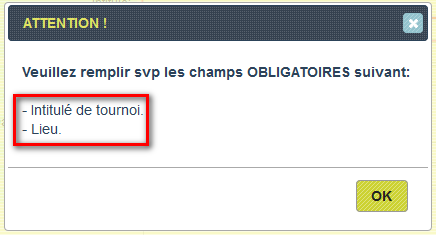 ATTENTION !
Veuillez remplir svp les champs OBLIGATOIRES suivant:
- Intitulé de tournoi.
- Lieu.
OK